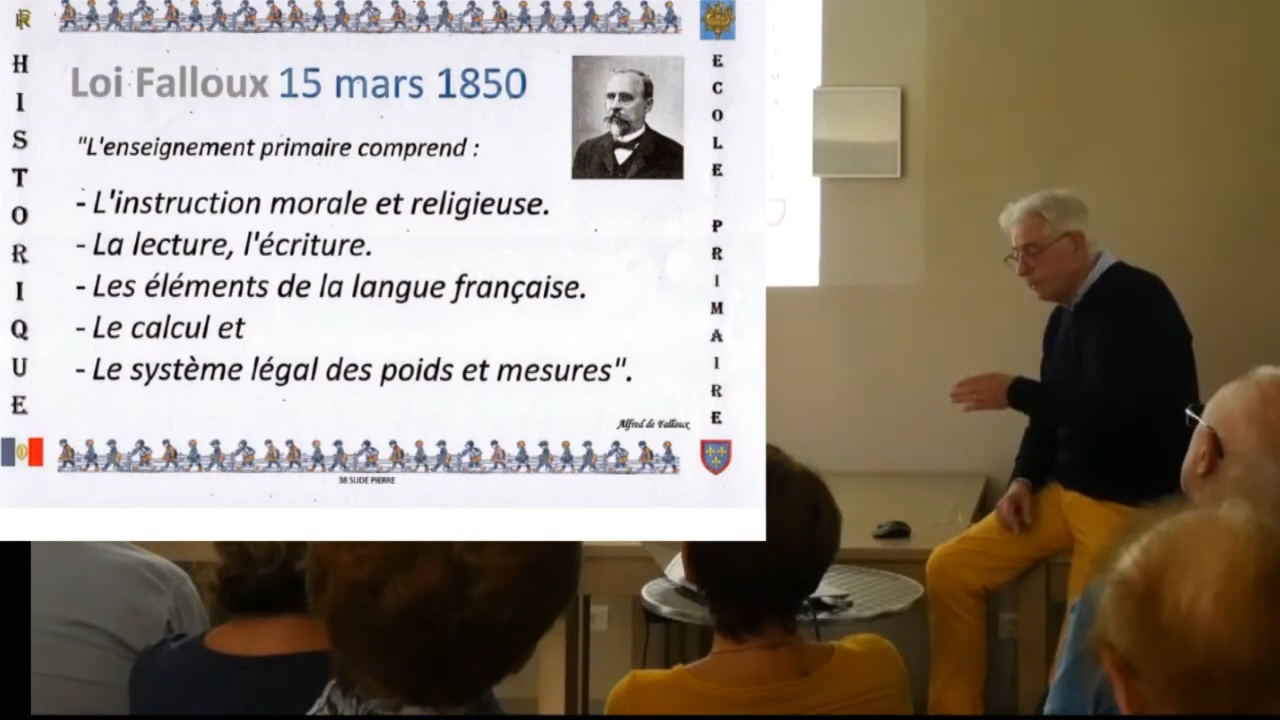 RF
HISTORIQUE
Loi Falloux 15 mars 1850
"L'enseignement primaire comprend :
- L'instruction morale et religieuse.
- La lecture, l'écriture.
- Les éléments de la langue française.
- Le calcul et
- Le système légal des poids et mesures".
Alfred de Falloux
38 SLIDE PIERRE
ECOLE PRIMAIRE